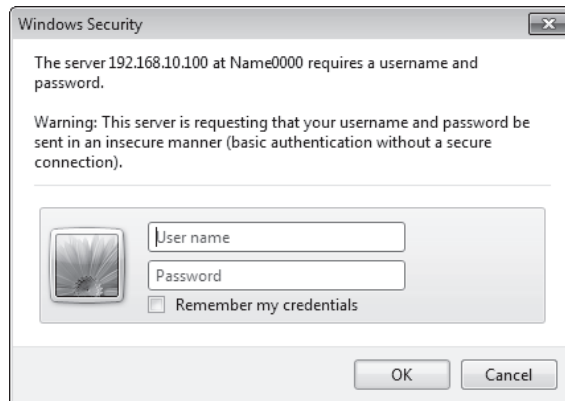 Windows Security
The server 192.168.10.100 at Name0000 requires a username and
password.
Warning: This server is requesting that your username and password be
sent in an insecure manner (basic authentication without a secure
connection).
User name
Password
Remember my credentials
OK
Cancel